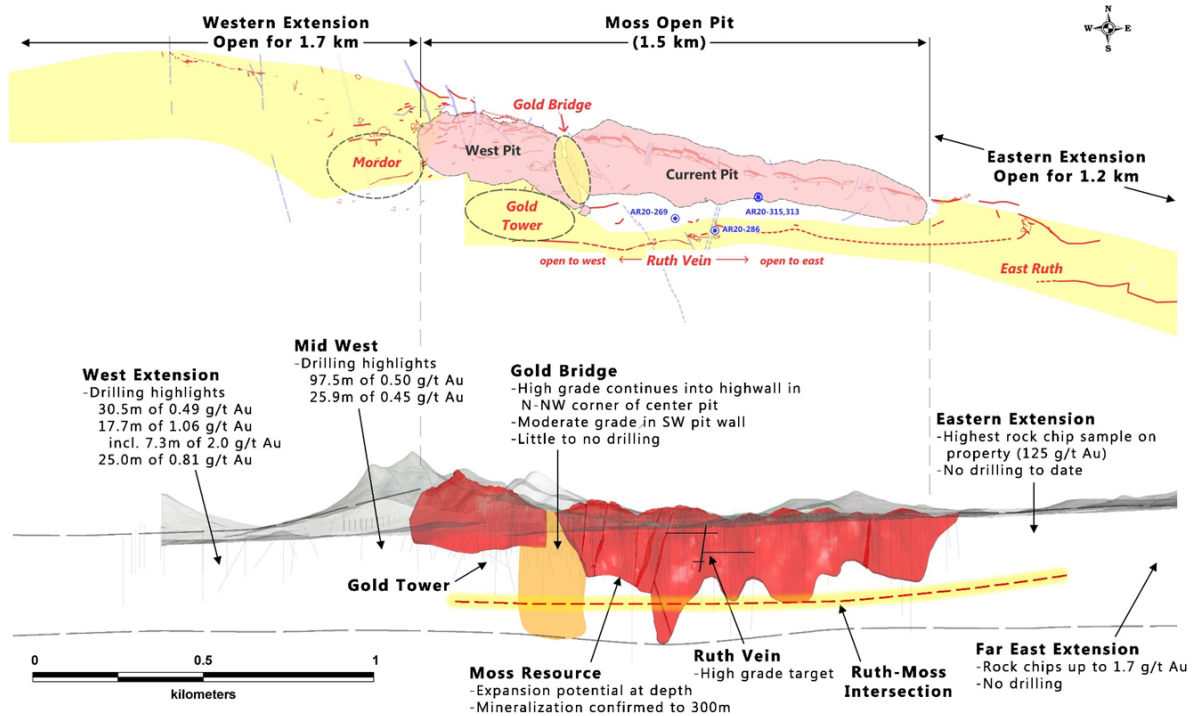 Western Extension
Open for 1.7 km
Moss Open Pit
(1.5 km)
N
W
E
S
Gold Bridge
West Pit
Mordor
Current Pit
Eastern Extension
Open for 1.2 km
Gold
Tower
AR20-269
AR20-315,313
AR20-286
open to west
Ruth Vein
open to east
East Ruth
West Extension
-Drilling highlights
30.5m of 0.49 g/t Au
17.7m of 1.06 g/t Au
incl. 7.3m of 2.0 g/t Au
25.0m of 0.81 g/t Au
Mid West
-Drilling highlights
97.5m of 0.50 g/t Au
25.9m of 0.45 g/t Au
Gold Bridge
-High grade continues into highwall in
N-NW corner of center pit
-Moderate grade in SW pit wall
-Little to no drilling
Eastern Extension
-Highest rock chip sample on
property (125 g/t Au)
-No drilling to date
Gold Tower
0
0.5
1
kilometers
Moss Resource
-Expansion potential at depth
-Mineralization confirmed to 300m
Ruth Vein
-High grade target
Ruth-Moss
Intersection
Far East Extension
-Rock chips up to 1.7 g/t Au
-No drilling